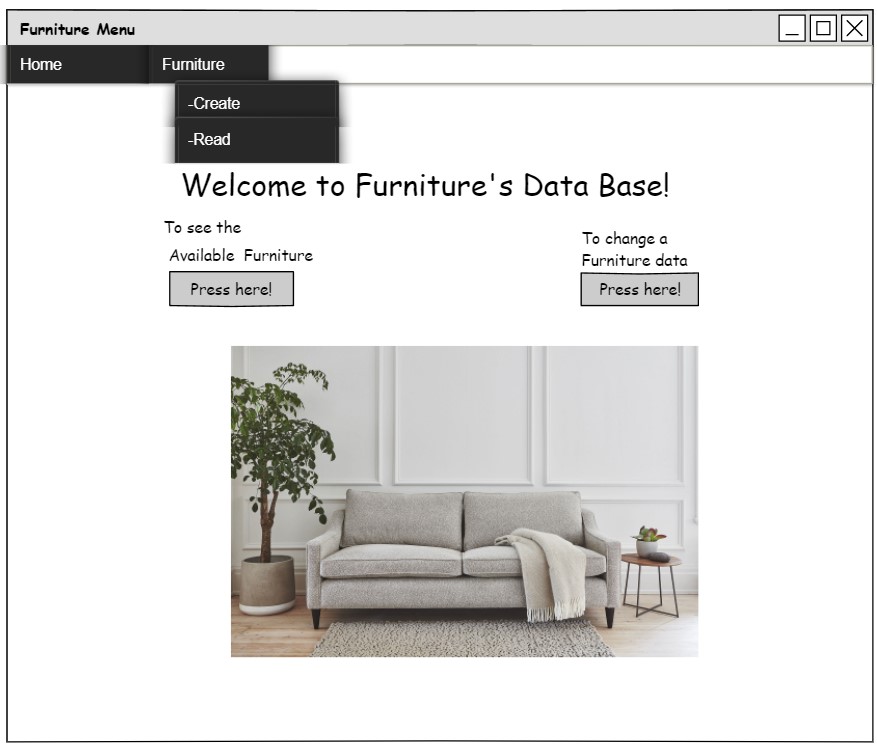 Furniture Menu
Home
Furniture
-Create
-Read
Welcome to Furniture's Data Base!
To see the
Available Furniture
Press here!
To change a
Furniture data
Press here!